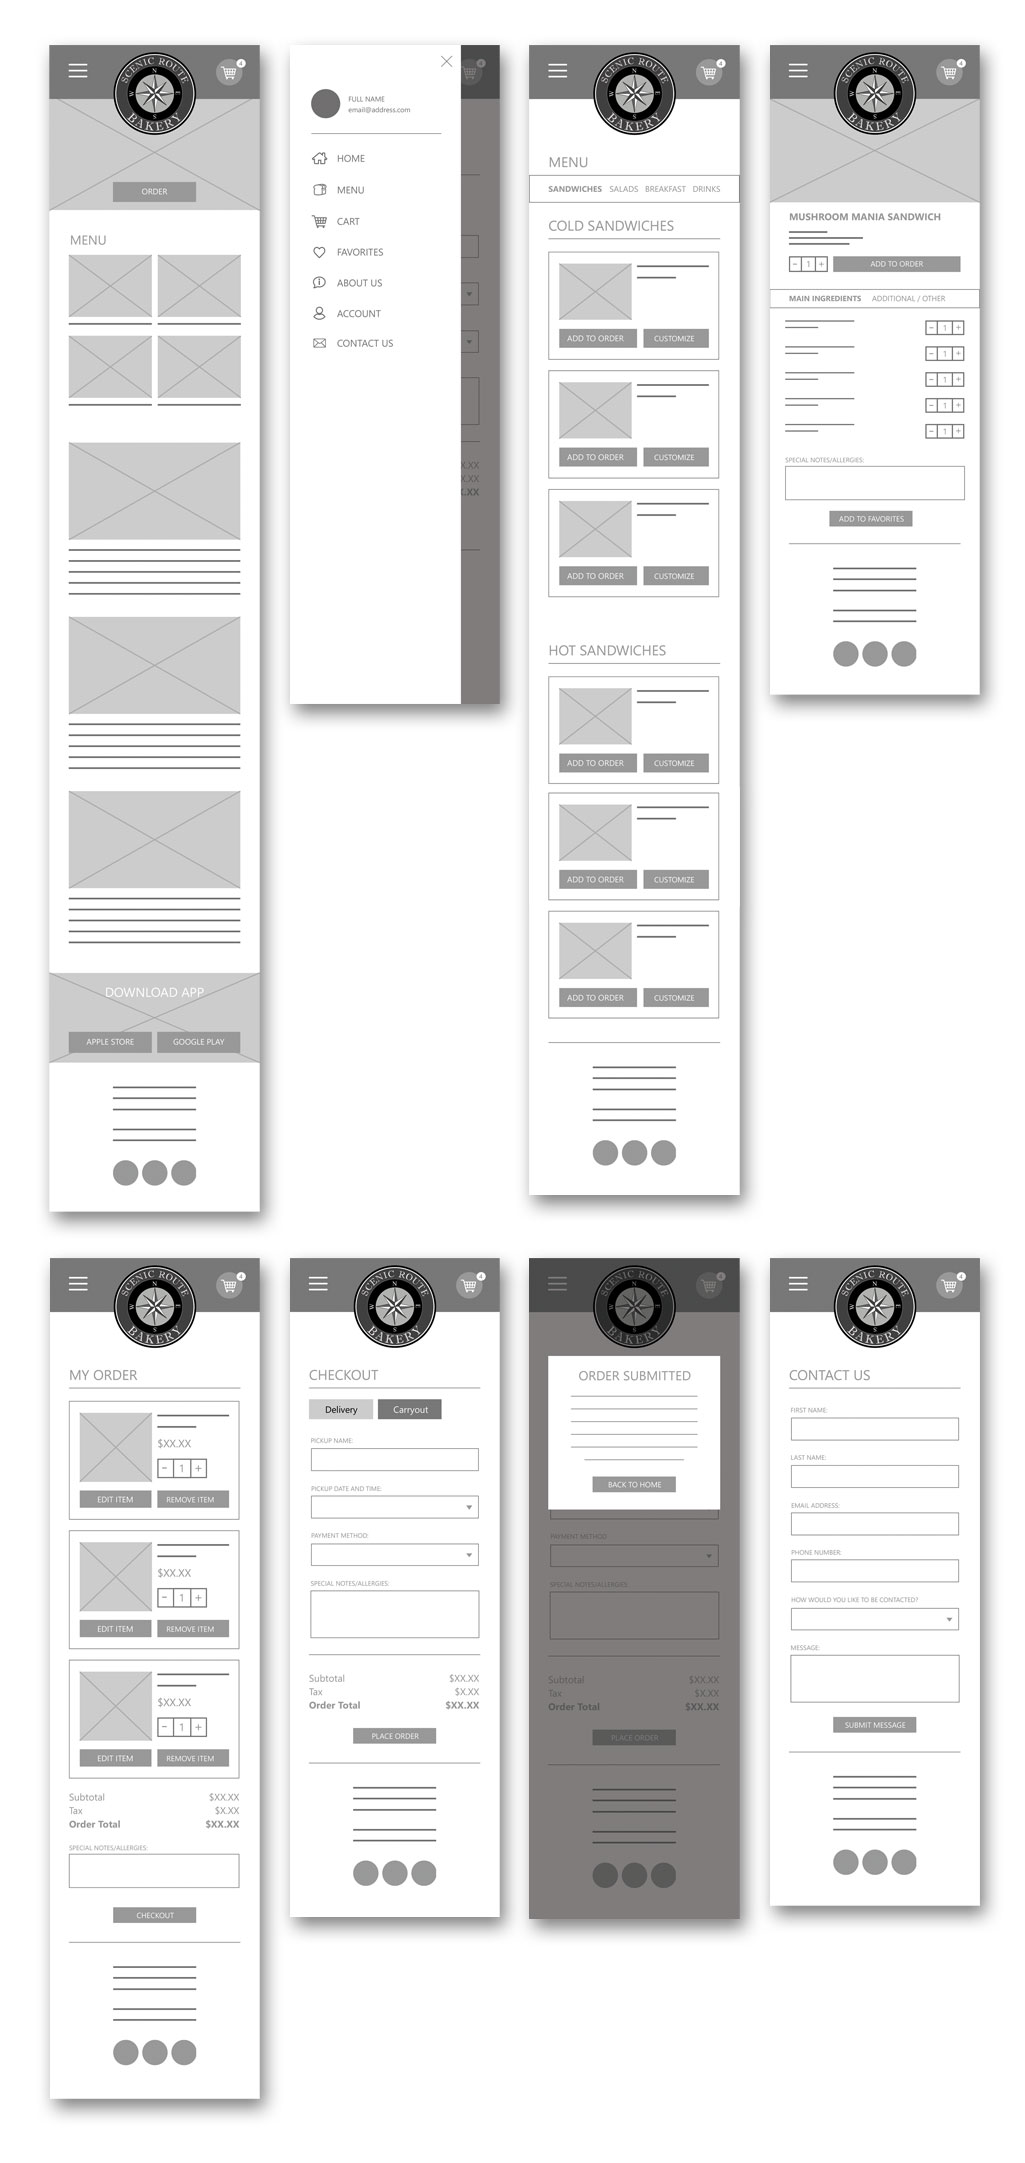 SCENIC ROUTE
N
W E
S
BAKERY
4
ORDER
MENU
DOWNLOAD APP
APPLE STORE GOOGLE PLAY
FULL NAME
email@address.com
HOME
MENU
CART
FAVORITES
ABOUT US
ACCOUNT
CONTACT US
4
X.XX
X.XX
X.XX
SCENIC ROUTE
N
W E
S
BAKERY
4
MENU
SANDWICHES SALADS BREAKFAST DRINKS
COLD SANDWICHES
ADD TO ORDER CUSTOMIZE
ADD TO ORDER CUSTOMIZE
ADD TO ORDER CUSTOMIZE
HOT SANDWICHES
ADD TO ORDER CUSTOMIZE
ADD TO ORDER CUSTOMIZE
ADD TO ORDER CUSTOMIZE
SCENIC ROUTE
N
W E
S
BAKERY
4
MUSHROOM MANIA SANDWICH
− 1 + ADD TO ORDER
MAIN INGREDIENTS ADDITIONAL / OTHER
− 1 +
− 1 +
− 1 +
− 1 +
− 1 +
SPECIAL NOTES/ALLERGIES:
ADD TO FAVORITES
SCENIC ROUTE
N
W E
S
BAKERY
4
MY ORDER
$XX.XX
− 1 +
EDIT ITEM REMOVE ITEM
$XX.XX
− 1 +
EDIT ITEM REMOVE ITEM
$XX.XX
− 1 +
EDIT ITEM REMOVE ITEM
Subtotal $XX.XX
Tax $X.XX
Order Total $XX.XX
SPECIAL NOTES/ALLERGIES:
CHECKOUT
SCENIC ROUTE
N
W E
S
BAKERY
4
CHECKOUT
Delivery Carryout
PICKUP NAME:
PICKUP DATE AND TIME:
PAYMENT METHOD:
SPECIAL NOTES/ALLERGIES:
Subtotal $XX.XX
Tax $X.XX
Order Total $XX.XX
PLACE ORDER
SCENIC ROUTE
N
W E
S
BAKERY
4
ORDER SUBMITTED
BACK TO HOME
PAYMENT METHOD:
SPECIAL NOTES/ALLERGIES:
Subtotal $XX.XX
Tax $X.XX
Order Total $XX.XX
PLACE ORDER
SCENIC ROUTE
N
W E
S
BAKERY
4
CONTACT US
FIRST NAME:
LAST NAME:
EMAIL ADDRESS:
PHONE NUMBER:
HOW WOULD YOU LIKE TO BE CONTACTED?
MESSAGE:
SUBMIT MESSAGE